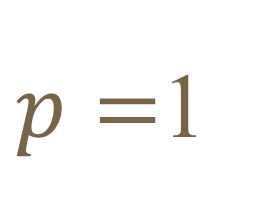 p = 1